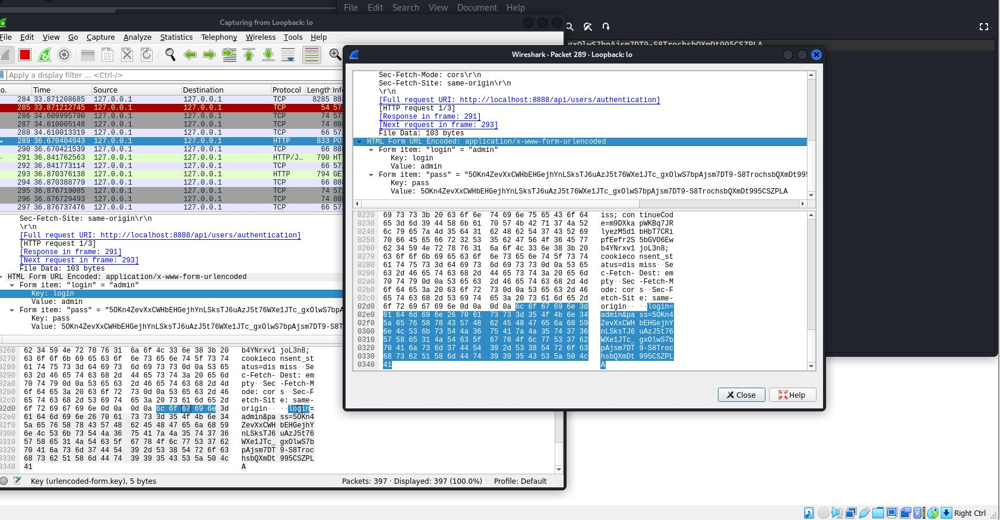 File Edit Search View Document Help
gxOlwS7bpAjsm7DT9-S8TrochsbQXmDt995CSZPLA
Capturing from Loopback: lo
File Edit View Go Capture Analyze Statistics Telephony Wireless Tools Help
Apply a display filter ... <Ctrl-/>
o. Time Source Destination Protocol Length Inf
284 33.871208685 127.0.0.1 127.0.0.1 TCP 8285 88
285 33.871212745 127.0.0.1 127.0.0.1 TCP 54 57
286 34.609995790 127.0.0.1 127.0.0.1 TCP 74 57
287 34.610005148 127.0.0.1 127.0.0.1 TCP 74 88
288 34.610013319 127.0.0.1 127.0.0.1 TCP 66 57
289 36.670404943 127.0.0.1 127.0.0.1 HTTP 833 PO
290 36.670421539 127.0.0.1 127.0.0.1 TCP 66 88
291 36.841762563 127.0.0.1 127.0.0.1 HTTP/J… 790 HT
292 36.841773114 127.0.0.1 127.0.0.1 TCP 66 57
293 36.870376138 127.0.0.1 127.0.0.1 HTTP 794 GE
294 36.870388779 127.0.0.1 127.0.0.1 TCP 66 88
295 36.876719085 127.0.0.1 127.0.0.1 TCP 74 57
296 36.876729493 127.0.0.1 127.0.0.1 TCP 74 88
297 36.876737476 127.0.0.1 127.0.0.1 TCP 66 57
Sec-Fetch-Site: same-origin\r\n
\r\n
[Full request URI: http://localhost:8888/api/users/authentication]
[HTTP request 1/3]
[Response in frame: 291]
[Next request in frame: 293]
File Data: 103 bytes
HTML Form URL Encoded: application/x-www-form-urlencoded
Form item: "login" = "admin"
Key: login
Value: admin
Form item: "pass" = "5OKn4ZevXxCWHbEHGejhYnLSksTJ6uAzJ5t76WXe1JTc_gxOlwS7bpA
Key: pass
Value: 5OKn4ZevXxCWHbEHGejhYnLSksTJ6uAzJ5t76WXe1JTc_gxOlwS7bpAjsm7DT9-S8T
0260 62 34 59 4e 72 78 76 31 6a 6f 4c 33 6e 38 3b 20 b4YNrxv1 joL3n8;
0270 63 6f 6f 6b 69 65 63 6f 6e 73 65 6e 74 5f 73 74 cookieco nsent_st
0280 61 74 75 73 3d 64 69 73 6d 69 73 73 0d 0a 53 65 atus=dis miss··Se
0290 63 2d 46 65 74 63 68 2d 44 65 73 74 3a 20 65 6d c-Fetch- Dest: em
02a0 70 74 79 0d 0a 53 65 63 2d 46 65 74 63 68 2d 4d pty··Sec -Fetch-M
02b0 6f 64 65 3a 20 63 6f 72 73 0d 0a 53 65 63 2d 46 ode: cor s··Sec-F
02c0 65 74 63 68 2d 53 69 74 65 3a 20 73 61 6d 65 2d etch-Sit e: same-
02d0 6f 72 69 67 69 6e 0d 0a 0d 0a 6c 6f 67 69 6e 3d origin·· ··login=
02e0 61 64 6d 69 6e 26 70 61 73 73 3d 35 4f 4b 6e 34 admin&pa ss=5OKn4
02f0 5a 65 76 58 78 43 57 48 62 45 48 47 65 6a 68 59 ZevXxCWH bEHGejhY
0300 6e 4c 53 6b 73 54 4a 36 75 41 7a 4a 35 74 37 36 nLSksTJ6 uAzJ5t76
0310 57 58 65 31 4a 54 63 5f 67 78 4f 6c 77 53 37 62 WXe1JTc_ gxOlwS7b
0320 70 41 6a 73 6d 37 44 54 39 2d 53 38 54 72 6f 63 pAjsm7DT 9-S8Troc
0330 68 73 62 51 58 6d 44 74 39 39 35 43 53 5a 50 4c hsbQXmDt 995CSZPL
0340 41 A
Key (urlencoded-form.key), 5 bytes Packets: 397 · Displayed: 397 (100.0%) Profile: Default
Wireshark · Packet 289 · Loopback: lo
Sec-Fetch-Mode: cors\r\n
Sec-Fetch-Site: same-origin\r\n
\r\n
[Full request URI: http://localhost:8888/api/users/authentication]
[HTTP request 1/3]
[Response in frame: 291]
[Next request in frame: 293]
File Data: 103 bytes
HTML Form URL Encoded: application/x-www-form-urlencoded
Form item: "login" = "admin"
Key: login
Value: admin
Form item: "pass" = "5OKn4ZevXxCWHbEHGejhYnLSksTJ6uAzJ5t76WXe1JTc_gxOlwS7bpAjsm7DT9-S8TrochsbQXmDt995
Key: pass
Value: 5OKn4ZevXxCWHbEHGejhYnLSksTJ6uAzJ5t76WXe1JTc_gxOlwS7bpAjsm7DT9-S8TrochsbQXmDt995CSZPLA
0220 69 73 73 3b 20 63 6f 6e 74 69 6e 75 65 43 6f 64 iss; con tinueCod
0230 65 3d 6d 39 44 58 6b 61 70 57 4b 42 71 37 4a 52 e=m9DXka pWKBq7JR
0240 6c 79 65 7a 4d 35 64 31 62 48 62 54 37 43 52 69 lyezM5d1 bHbT7CRi
0250 70 66 45 65 66 72 32 53 35 62 47 56 4f 36 45 77 pfEefr2S 5bGVO6Ew
0260 62 34 59 4e 72 78 76 31 6a 6f 4c 33 6e 38 3b 20 b4YNrxv1 joL3n8;
0270 63 6f 6f 6b 69 65 63 6f 6e 73 65 6e 74 5f 73 74 cookieco nsent_st
0280 61 74 75 73 3d 64 69 73 6d 69 73 73 0d 0a 53 65 atus=dis miss··Se
0290 63 2d 46 65 74 63 68 2d 44 65 73 74 3a 20 65 6d c-Fetch- Dest: em
02a0 70 74 79 0d 0a 53 65 63 2d 46 65 74 63 68 2d 4d pty··Sec -Fetch-M
02b0 6f 64 65 3a 20 63 6f 72 73 0d 0a 53 65 63 2d 46 ode: cor s··Sec-F
02c0 65 74 63 68 2d 53 69 74 65 3a 20 73 61 6d 65 2d etch-Sit e: same-
02d0 6f 72 69 67 69 6e 0d 0a 0d 0a 6c 6f 67 69 6e 3d origin·· ··login=
02e0 61 64 6d 69 6e 26 70 61 73 73 3d 35 4f 4b 6e 34 admin&pa ss=5OKn4
02f0 5a 65 76 58 78 43 57 48 62 45 48 47 65 6a 68 59 ZevXxCWH bEHGejhY
0300 6e 4c 53 6b 73 54 4a 36 75 41 7a 4a 35 74 37 36 nLSksTJ6 uAzJ5t76
0310 57 58 65 31 4a 54 63 5f 67 78 4f 6c 77 53 37 62 WXe1JTc_ gxOlwS7b
0320 70 41 6a 73 6d 37 44 54 39 2d 53 38 54 72 6f 63 pAjsm7DT 9-S8Troc
0330 68 73 62 51 58 6d 44 74 39 39 35 43 53 5a 50 4c hsbQXmDt 995CSZPL
0340 41 A
Close Help
Right Ctrl